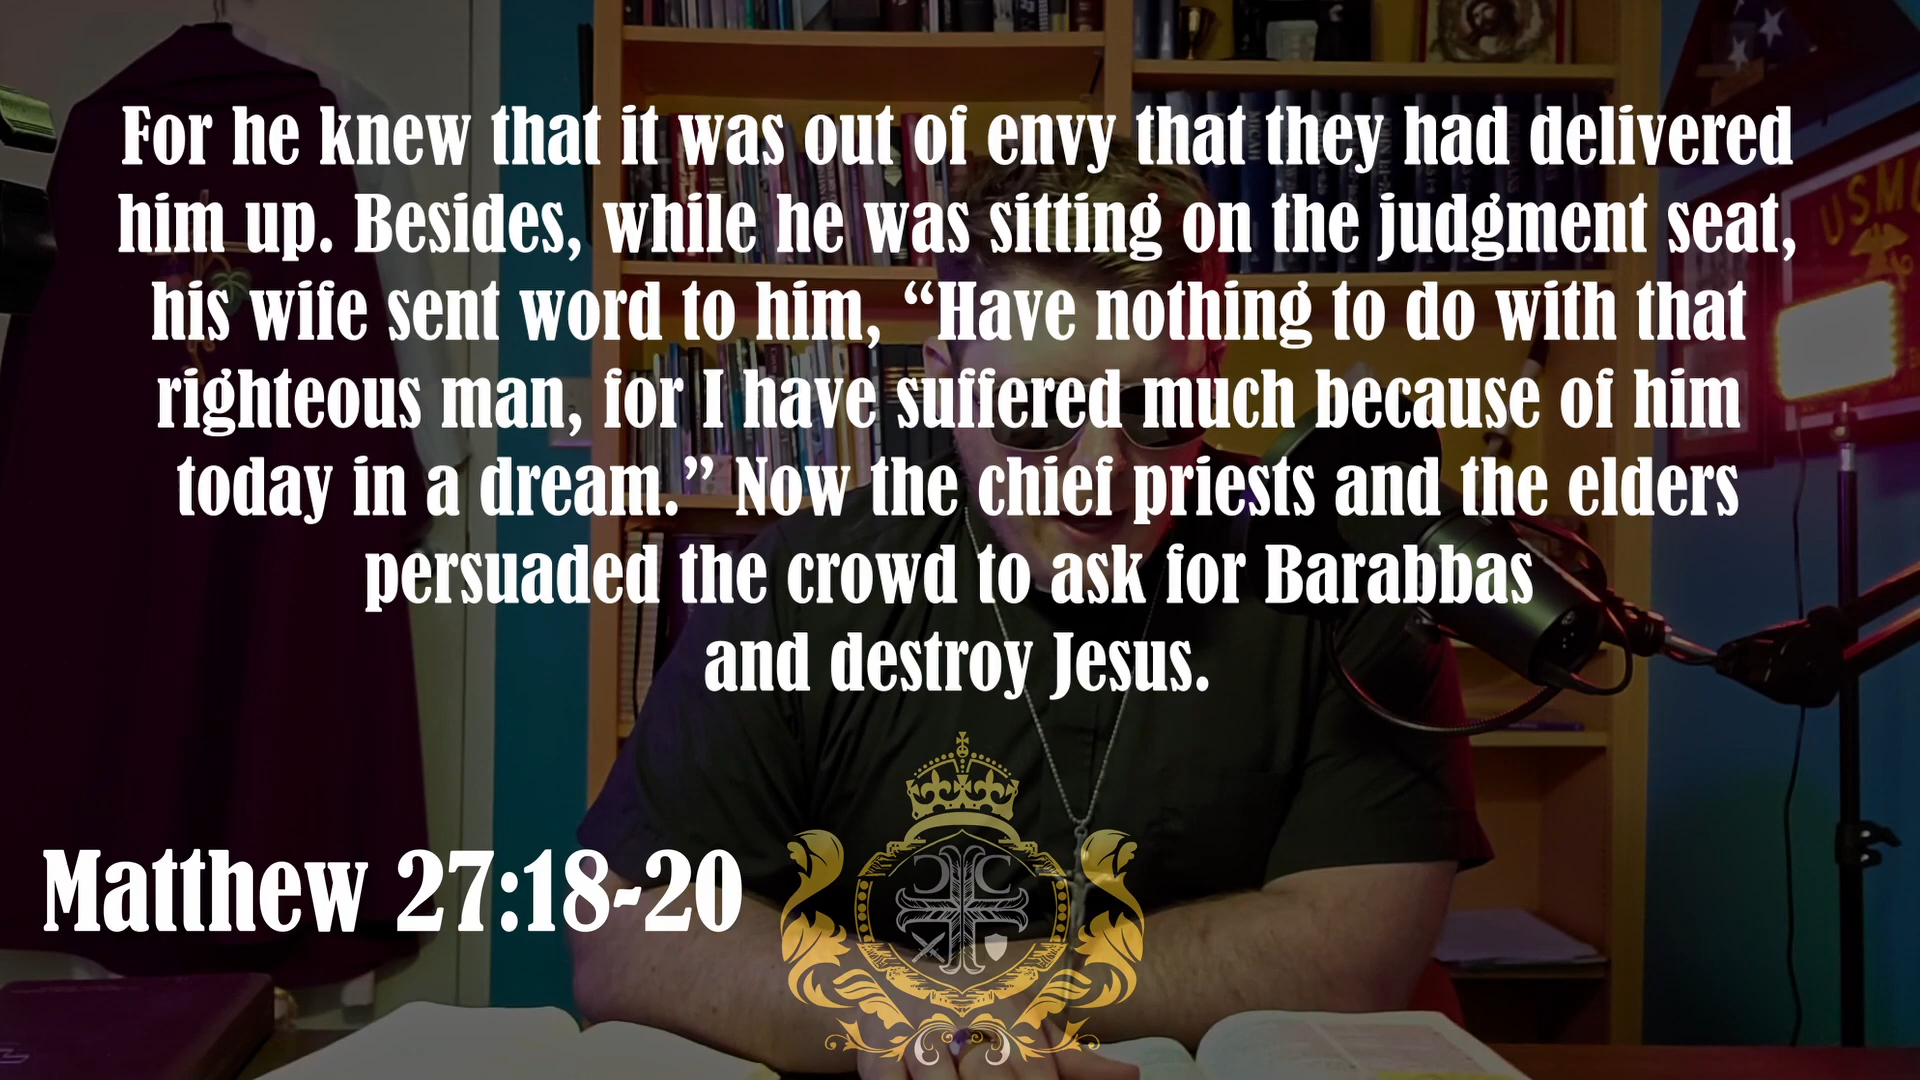 For he knew that it was out of envy that they had delivered
him up. Besides, while he was sitting on the judgment seat,
his wife sent word to him, “Have nothing to do with that
righteous man, for I have suffered much because of him
today in a dream.” Now the chief priests and the elders
persuaded the crowd to ask for Barabbas
and destroy Jesus.
Matthew 27:18-20
USMC